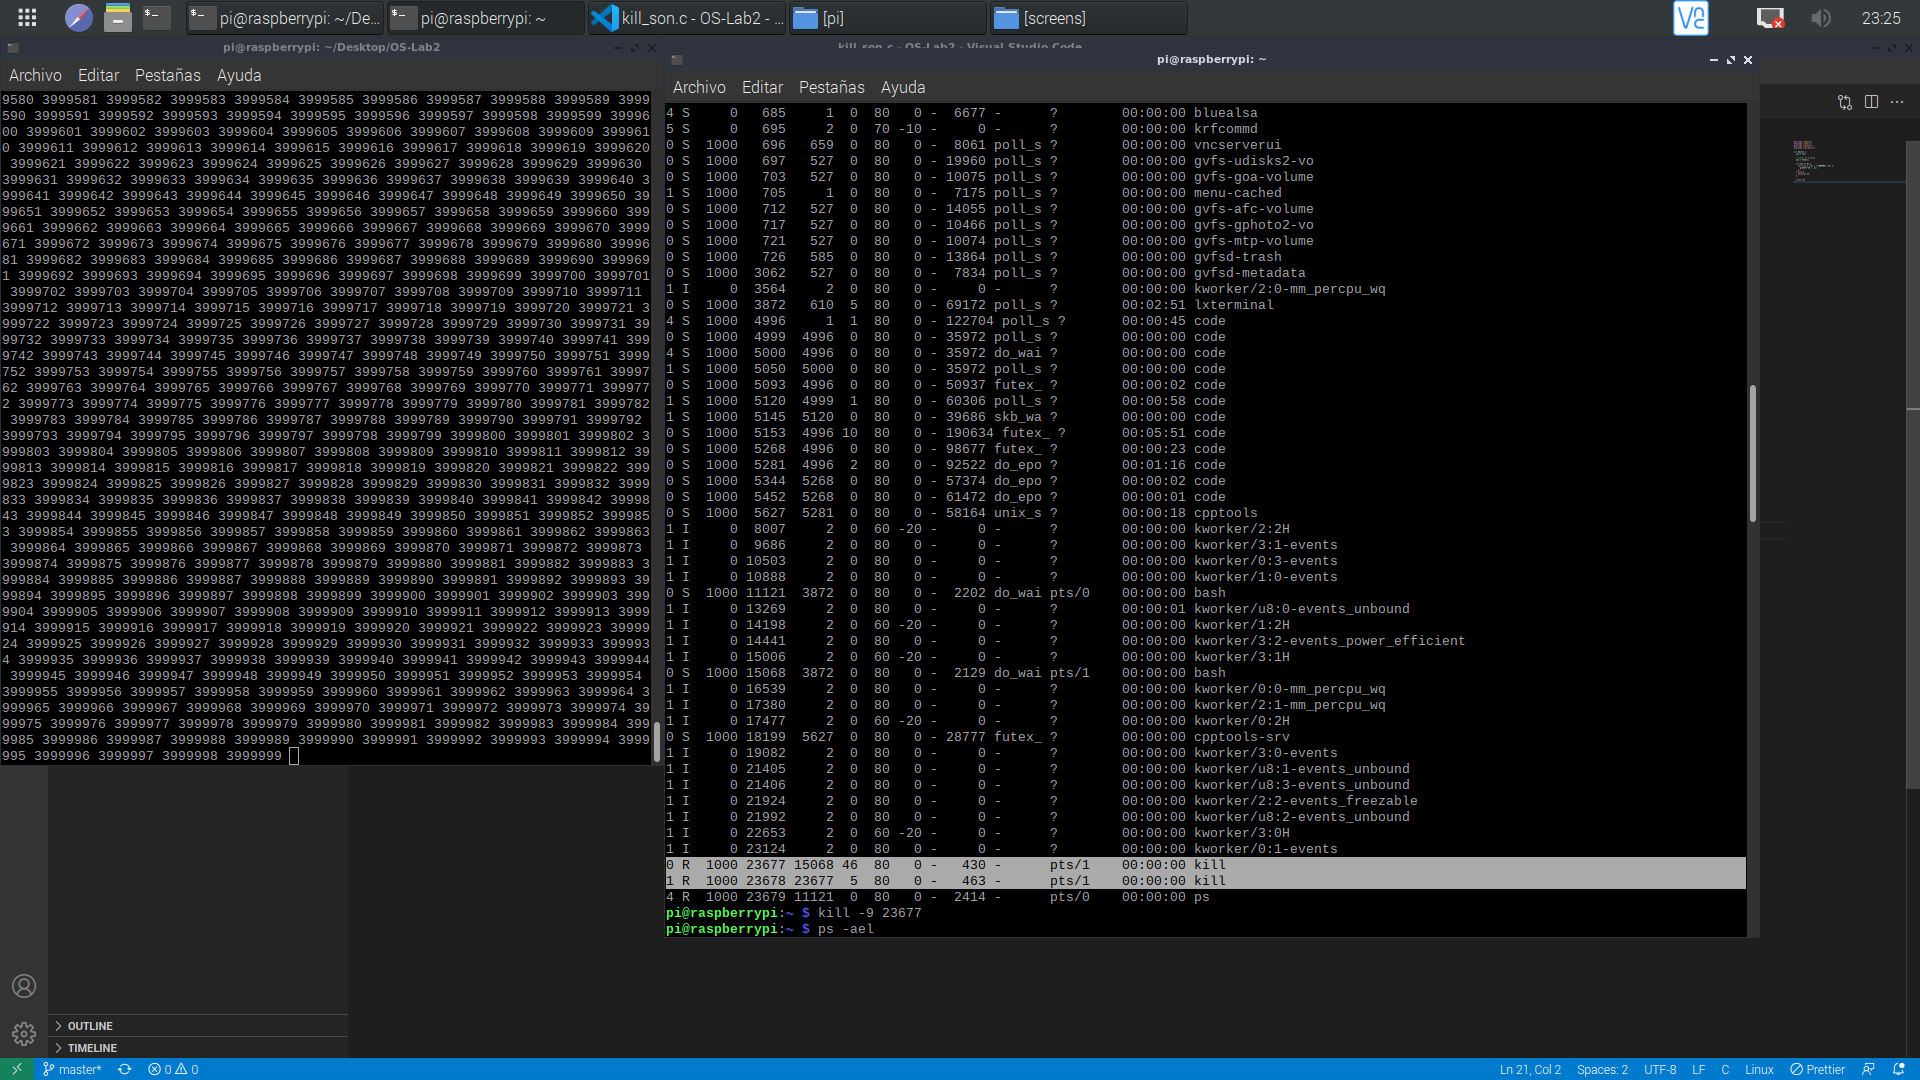 pi@raspberrypi: ~/De...
pi@raspberrypi: ~
kill_son.c - OS-Lab2 - ...
[pi]
[screens]
23:25
pi@raspberrypi: ~/Desktop/OS-Lab2
Archivo Editar Pestañas Ayuda
9580 3999581 3999582 3999583 3999584 3999585 3999586 3999587 3999588 3999589 3999
590 3999591 3999592 3999593 3999594 3999595 3999596 3999597 3999598 3999599 39996
00 3999601 3999602 3999603 3999604 3999605 3999606 3999607 3999608 3999609 399961
0 3999611 3999612 3999613 3999614 3999615 3999616 3999617 3999618 3999619 3999620
3999621 3999622 3999623 3999624 3999625 3999626 3999627 3999628 3999629 3999630
3999631 3999632 3999633 3999634 3999635 3999636 3999637 3999638 3999639 3999640 3
999641 3999642 3999643 3999644 3999645 3999646 3999647 3999648 3999649 3999650 39
99651 3999652 3999653 3999654 3999655 3999656 3999657 3999658 3999659 3999660 399
9661 3999662 3999663 3999664 3999665 3999666 3999667 3999668 3999669 3999670 3999
671 3999672 3999673 3999674 3999675 3999676 3999677 3999678 3999679 3999680 39996
81 3999682 3999683 3999684 3999685 3999686 3999687 3999688 3999689 3999690 399969
1 3999692 3999693 3999694 3999695 3999696 3999697 3999698 3999699 3999700 3999701
3999702 3999703 3999704 3999705 3999706 3999707 3999708 3999709 3999710 3999711
3999712 3999713 3999714 3999715 3999716 3999717 3999718 3999719 3999720 3999721 3
999722 3999723 3999724 3999725 3999726 3999727 3999728 3999729 3999730 3999731 39
99732 3999733 3999734 3999735 3999736 3999737 3999738 3999739 3999740 3999741 399
9742 3999743 3999744 3999745 3999746 3999747 3999748 3999749 3999750 3999751 3999
752 3999753 3999754 3999755 3999756 3999757 3999758 3999759 3999760 3999761 39997
62 3999763 3999764 3999765 3999766 3999767 3999768 3999769 3999770 3999771 399977
2 3999773 3999774 3999775 3999776 3999777 3999778 3999779 3999780 3999781 3999782
3999783 3999784 3999785 3999786 3999787 3999788 3999789 3999790 3999791 3999792
3999793 3999794 3999795 3999796 3999797 3999798 3999799 3999800 3999801 3999802 3
999803 3999804 3999805 3999806 3999807 3999808 3999809 3999810 3999811 3999812 39
99813 3999814 3999815 3999816 3999817 3999818 3999819 3999820 3999821 3999822 399
9823 3999824 3999825 3999826 3999827 3999828 3999829 3999830 3999831 3999832 3999
833 3999834 3999835 3999836 3999837 3999838 3999839 3999840 3999841 3999842 39998
43 3999844 3999845 3999846 3999847 3999848 3999849 3999850 3999851 3999852 399985
3 3999854 3999855 3999856 3999857 3999858 3999859 3999860 3999861 3999862 3999863
3999864 3999865 3999866 3999867 3999868 3999869 3999870 3999871 3999872 3999873
3999874 3999875 3999876 3999877 3999878 3999879 3999880 3999881 3999882 3999883 3
999884 3999885 3999886 3999887 3999888 3999889 3999890 3999891 3999892 3999893 39
99894 3999895 3999896 3999897 3999898 3999899 3999900 3999901 3999902 3999903 399
9904 3999905 3999906 3999907 3999908 3999909 3999910 3999911 3999912 3999913 3999
914 3999915 3999916 3999917 3999918 3999919 3999920 3999921 3999922 3999923 39999
24 3999925 3999926 3999927 3999928 3999929 3999930 3999931 3999932 3999933 399993
4 3999935 3999936 3999937 3999938 3999939 3999940 3999941 3999942 3999943 3999944
3999945 3999946 3999947 3999948 3999949 3999950 3999951 3999952 3999953 3999954
3999955 3999956 3999957 3999958 3999959 3999960 3999961 3999962 3999963 3999964 3
999965 3999966 3999967 3999968 3999969 3999970 3999971 3999972 3999973 3999974 39
99975 3999976 3999977 3999978 3999979 3999980 3999981 3999982 3999983 3999984 399
9985 3999986 3999987 3999988 3999989 3999990 3999991 3999992 3999993 3999994 3999
995 3999996 3999997 3999998 3999999
kill_son.c - OS-Lab2 - Visual Studio Code
pi@raspberrypi: ~
Archivo Editar Pestañas Ayuda
4 S 0 685 1 0 80 0 - 6677 - ? 00:00:00 bluealsa
5 S 0 695 2 0 70 -10 - 0 - ? 00:00:00 krfcommd
0 S 1000 696 659 0 80 0 - 8061 poll_s ? 00:00:00 vncserverui
0 S 1000 697 527 0 80 0 - 19960 poll_s ? 00:00:00 gvfs-udisks2-vo
0 S 1000 703 527 0 80 0 - 10075 poll_s ? 00:00:00 gvfs-goa-volume
1 S 1000 705 1 0 80 0 - 7175 poll_s ? 00:00:00 menu-cached
0 S 1000 712 527 0 80 0 - 14055 poll_s ? 00:00:00 gvfs-afc-volume
0 S 1000 717 527 0 80 0 - 10466 poll_s ? 00:00:00 gvfs-gphoto2-vo
0 S 1000 721 527 0 80 0 - 10074 poll_s ? 00:00:00 gvfs-mtp-volume
0 S 1000 726 585 0 80 0 - 13864 poll_s ? 00:00:00 gvfsd-trash
0 S 1000 3062 527 0 80 0 - 7834 poll_s ? 00:00:00 gvfsd-metadata
1 I 0 3564 2 0 80 0 - 0 - ? 00:00:00 kworker/2:0-mm_percpu_wq
0 S 1000 3872 610 5 80 0 - 69172 poll_s ? 00:02:51 lxterminal
4 S 1000 4996 1 1 80 0 - 122704 poll_s ? 00:00:45 code
0 S 1000 4999 4996 0 80 0 - 35972 poll_s ? 00:00:00 code
4 S 1000 5000 4996 0 80 0 - 35972 do_wai ? 00:00:00 code
1 S 1000 5050 5000 0 80 0 - 35972 poll_s ? 00:00:00 code
0 S 1000 5093 4996 0 80 0 - 50937 futex_ ? 00:00:02 code
1 S 1000 5120 4999 1 80 0 - 60306 poll_s ? 00:00:58 code
1 S 1000 5145 5120 0 80 0 - 39686 skb_wa ? 00:00:00 code
0 S 1000 5153 4996 10 80 0 - 190634 futex_ ? 00:05:51 code
0 S 1000 5268 4996 0 80 0 - 98677 futex_ ? 00:00:23 code
0 S 1000 5281 4996 2 80 0 - 92522 do_epo ? 00:01:16 code
0 S 1000 5344 5268 0 80 0 - 57374 do_epo ? 00:00:02 code
0 S 1000 5452 5268 0 80 0 - 61472 do_epo ? 00:00:01 code
0 S 1000 5627 5281 0 80 0 - 58164 unix_s ? 00:00:18 cpptools
1 I 0 8007 2 0 60 -20 - 0 - ? 00:00:00 kworker/2:2H
1 I 0 9686 2 0 80 0 - 0 - ? 00:00:00 kworker/3:1-events
1 I 0 10503 2 0 80 0 - 0 - ? 00:00:00 kworker/0:3-events
1 I 0 10888 2 0 80 0 - 0 - ? 00:00:00 kworker/1:0-events
0 S 1000 11121 3872 0 80 0 - 2202 do_wai pts/0 00:00:00 bash
1 I 0 13269 2 0 80 0 - 0 - ? 00:00:01 kworker/u8:0-events_unbound
1 I 0 14198 2 0 60 -20 - 0 - ? 00:00:00 kworker/1:2H
1 I 0 14441 2 0 80 0 - 0 - ? 00:00:00 kworker/3:2-events_power_efficient
1 I 0 15006 2 0 60 -20 - 0 - ? 00:00:00 kworker/3:1H
0 S 1000 15068 3872 0 80 0 - 2129 do_wai pts/1 00:00:00 bash
1 I 0 16539 2 0 80 0 - 0 - ? 00:00:00 kworker/0:0-mm_percpu_wq
1 I 0 17380 2 0 80 0 - 0 - ? 00:00:00 kworker/2:1-mm_percpu_wq
1 I 0 17477 2 0 60 -20 - 0 - ? 00:00:00 kworker/0:2H
0 S 1000 18199 5627 0 80 0 - 28777 futex_ ? 00:00:00 cpptools-srv
1 I 0 19082 2 0 80 0 - 0 - ? 00:00:00 kworker/3:0-events
1 I 0 21405 2 0 80 0 - 0 - ? 00:00:00 kworker/u8:1-events_unbound
1 I 0 21406 2 0 80 0 - 0 - ? 00:00:00 kworker/u8:3-events_unbound
1 I 0 21924 2 0 80 0 - 0 - ? 00:00:00 kworker/2:2-events_freezable
1 I 0 21992 2 0 80 0 - 0 - ? 00:00:00 kworker/u8:2-events_unbound
1 I 0 22653 2 0 60 -20 - 0 - ? 00:00:00 kworker/3:0H
1 I 0 23124 2 0 80 0 - 0 - ? 00:00:00 kworker/0:1-events
0 R 1000 23677 15068 46 80 0 - 430 - pts/1 00:00:00 kill
1 R 1000 23678 23677 5 80 0 - 463 - pts/1 00:00:00 kill
4 R 1000 23679 11121 0 80 0 - 2414 - pts/0 00:00:00 ps
pi@raspberrypi:~ $ kill -9 23677
pi@raspberrypi:~ $ ps -ael
OUTLINE
TIMELINE
master*
0
0
Ln 21, Col 2
Spaces: 2
UTF-8
LF
C
Linux
Prettier